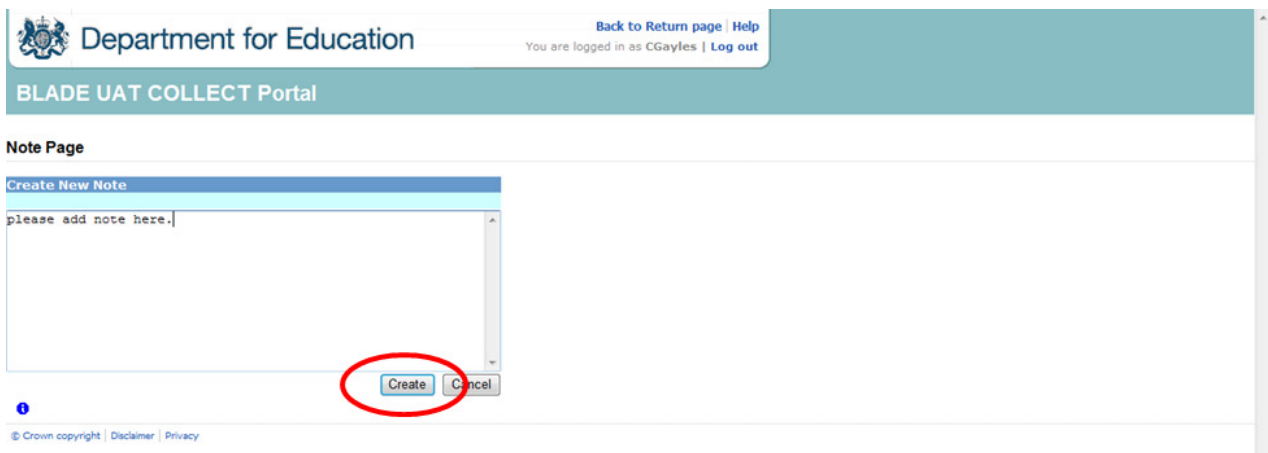 Department for Education
Back to Return page | Help
You are logged in as CGayles | Log out
BLADE UAT COLLECT Portal
Note Page
Create New Note
please add note here.
Create Cancel
© Crown copyright | Disclaimer | Privacy